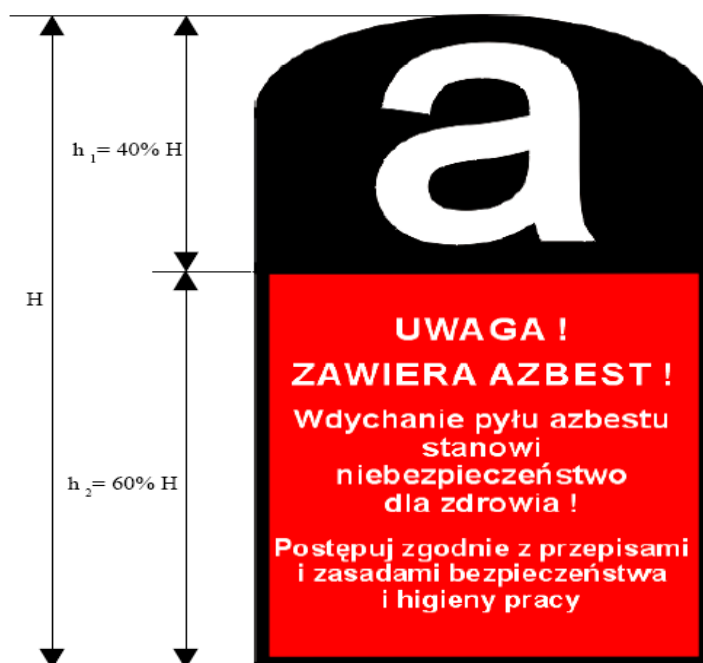 a
h 1= 40% H
H
UWAGA !
ZAWIERA AZBEST !
Wdychanie pyłu azbestu
stanowi
niebezpieczeństwo
dla zdrowia !
h 2= 60% H
Postępuj zgodnie z przepisami
i zasadami bezpieczeństwa
i higieny pracy